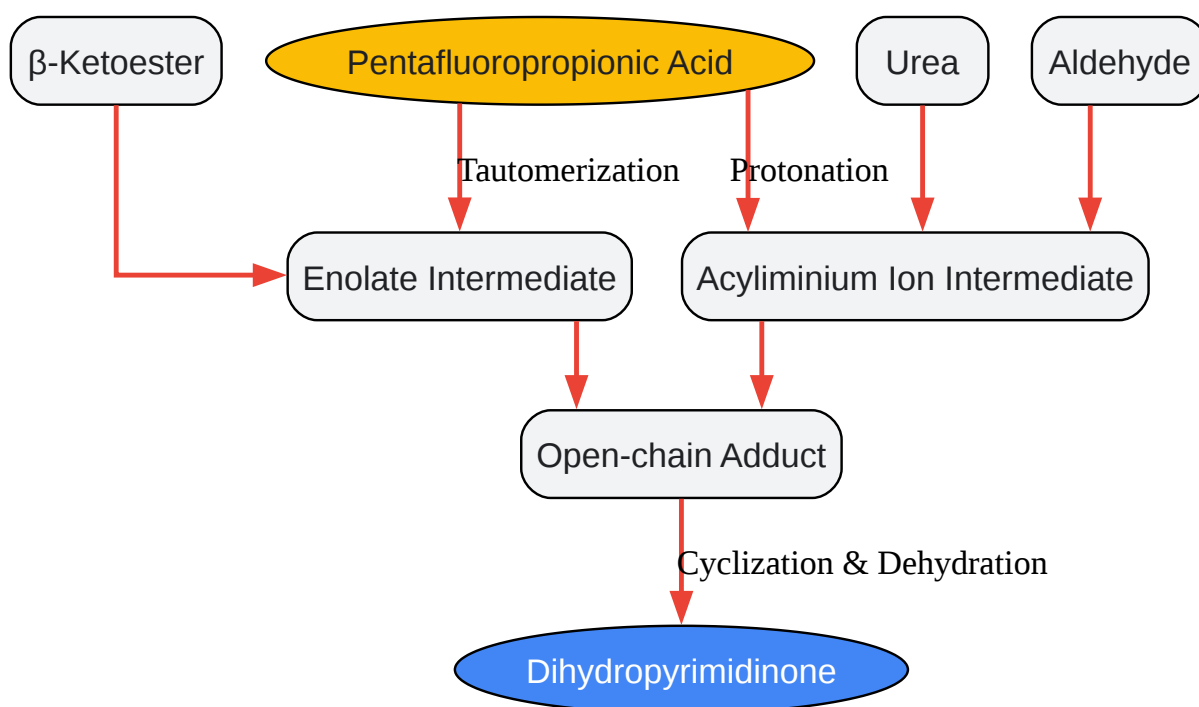 β-Ketoester
Pentafluoropropionic Acid
Urea
Aldehyde
Tautomerization
Protonation
Enolate Intermediate
Acyliminium Ion Intermediate
Open-chain Adduct
Cyclization & Dehydration
Dihydropyrimidinone